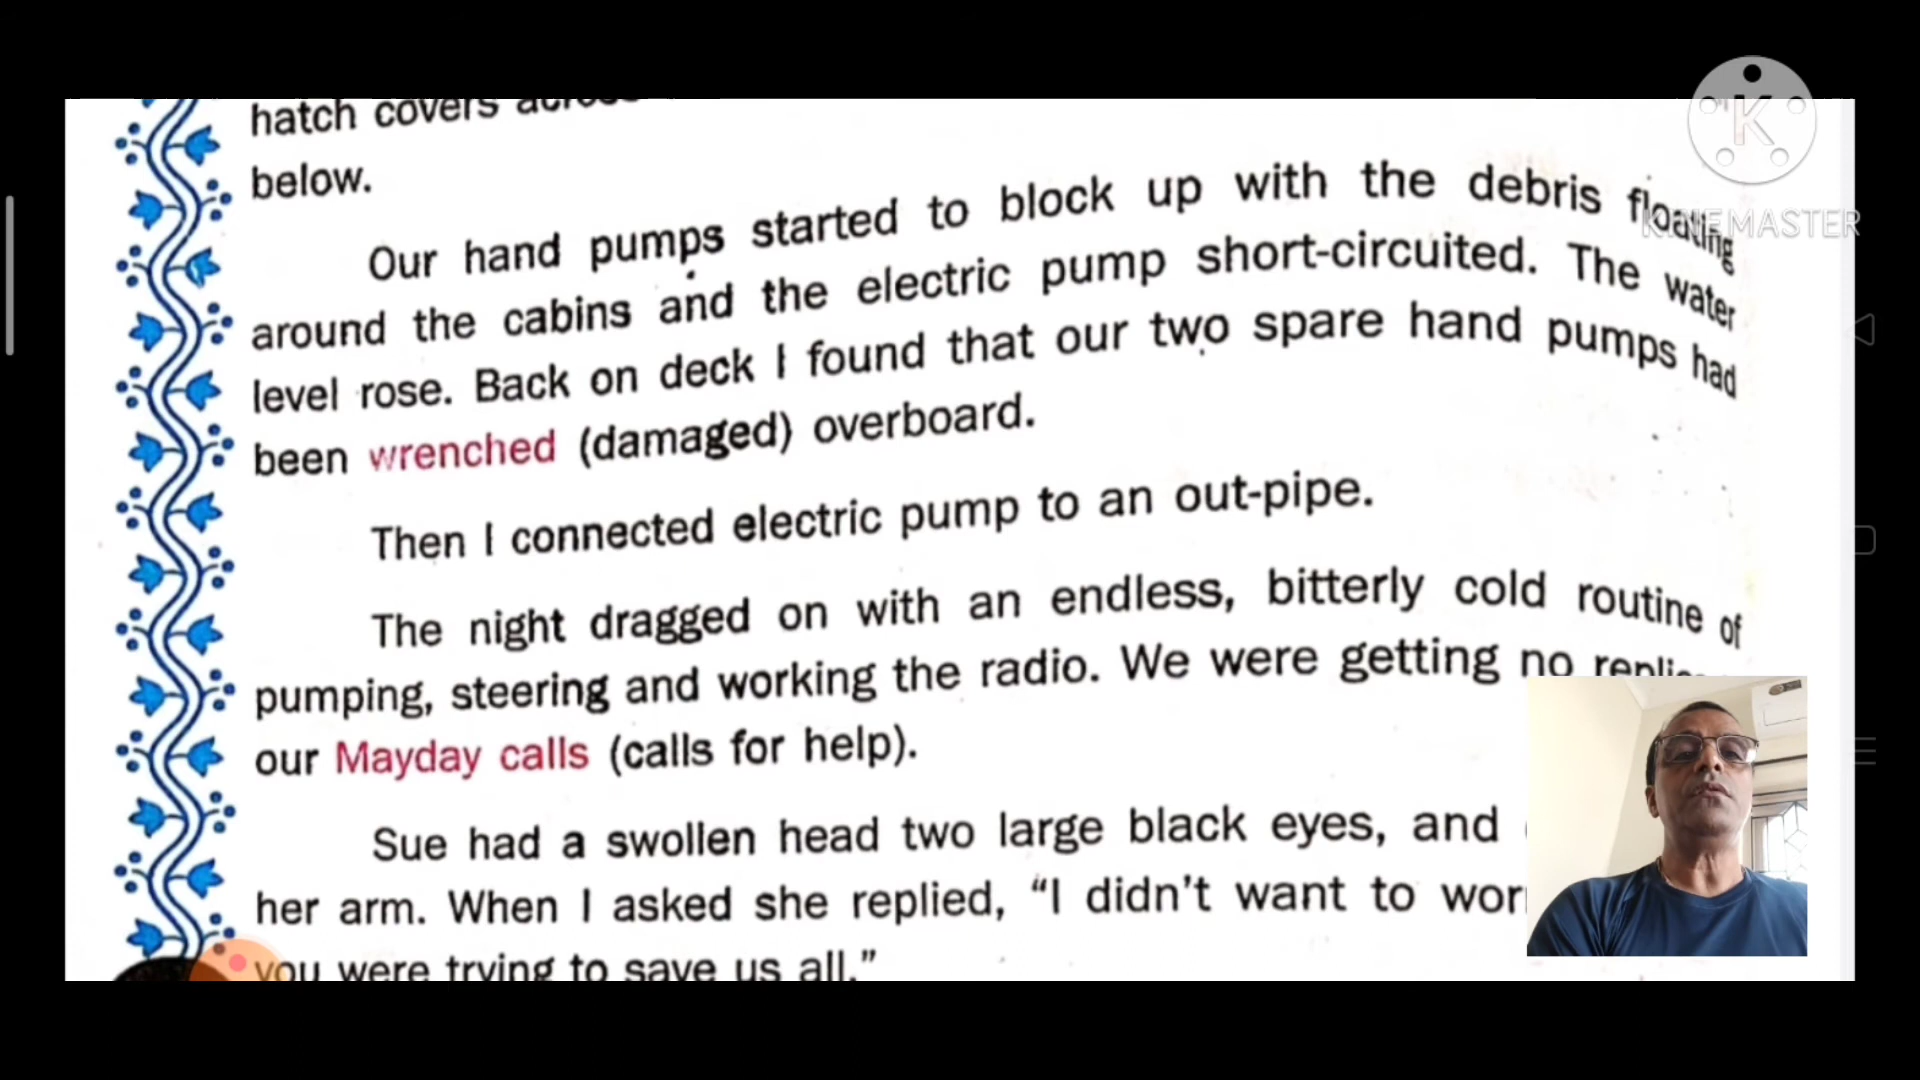 hatch covers across
below.
Our hand pumps started to block up with the debris floating
around the cabins and the electric pump short-circuited. The water
level rose. Back on deck I found that our two spare hand pumps had
been wrenched (damaged) overboard.
Then I connected electric pump to an out-pipe.
The night dragged on with an endless, bitterly cold routine of
pumping, steering and working the radio. We were getting no
our Mayday calls (calls for help).
Sue had a swollen head two large black eyes, and
her arm. When I asked she replied, “I didn’t want to
you were trying to save us all.”
K
KINEMASTER